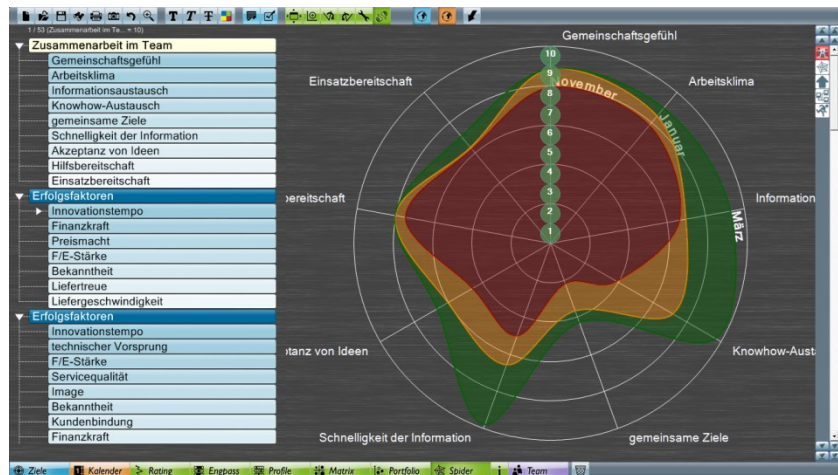 T T T
1 / 53 (Zusammenarbeit im Te... = 10)
Zusammenarbeit im Team
Gemeinschaftsgefühl
Arbeitsklima
Informationsaustausch
Knowhow-Austausch
gemeinsame Ziele
Schnelligkeit der Information
Akzeptanz von Ideen
Hilfsbereitschaft
Einsatzbereitschaft
Erfolgsfaktoren
Innovationstempo
Finanzkraft
Preismacht
F/E-Stärke
Bekanntheit
Liefertreue
Liefergeschwindigkeit
Erfolgsfaktoren
Innovationstempo
technischer Vorsprung
F/E-Stärke
Servicequalität
Image
Bekanntheit
Kundenbindung
Finanzkraft
Gemeinschaftsgefühl
Einsatzbereitschaft
Arbeitsklima
bereitschaft
Information
ptanz von Ideen
Knowhow-Aust
Schnelligkeit der Information
gemeinsame Ziele
10
9
8
7
6
5
4
3
2
1
November
Januar
März
Ziele Kalender Rating Engpass Profile Matrix Portfolio Spider i Team